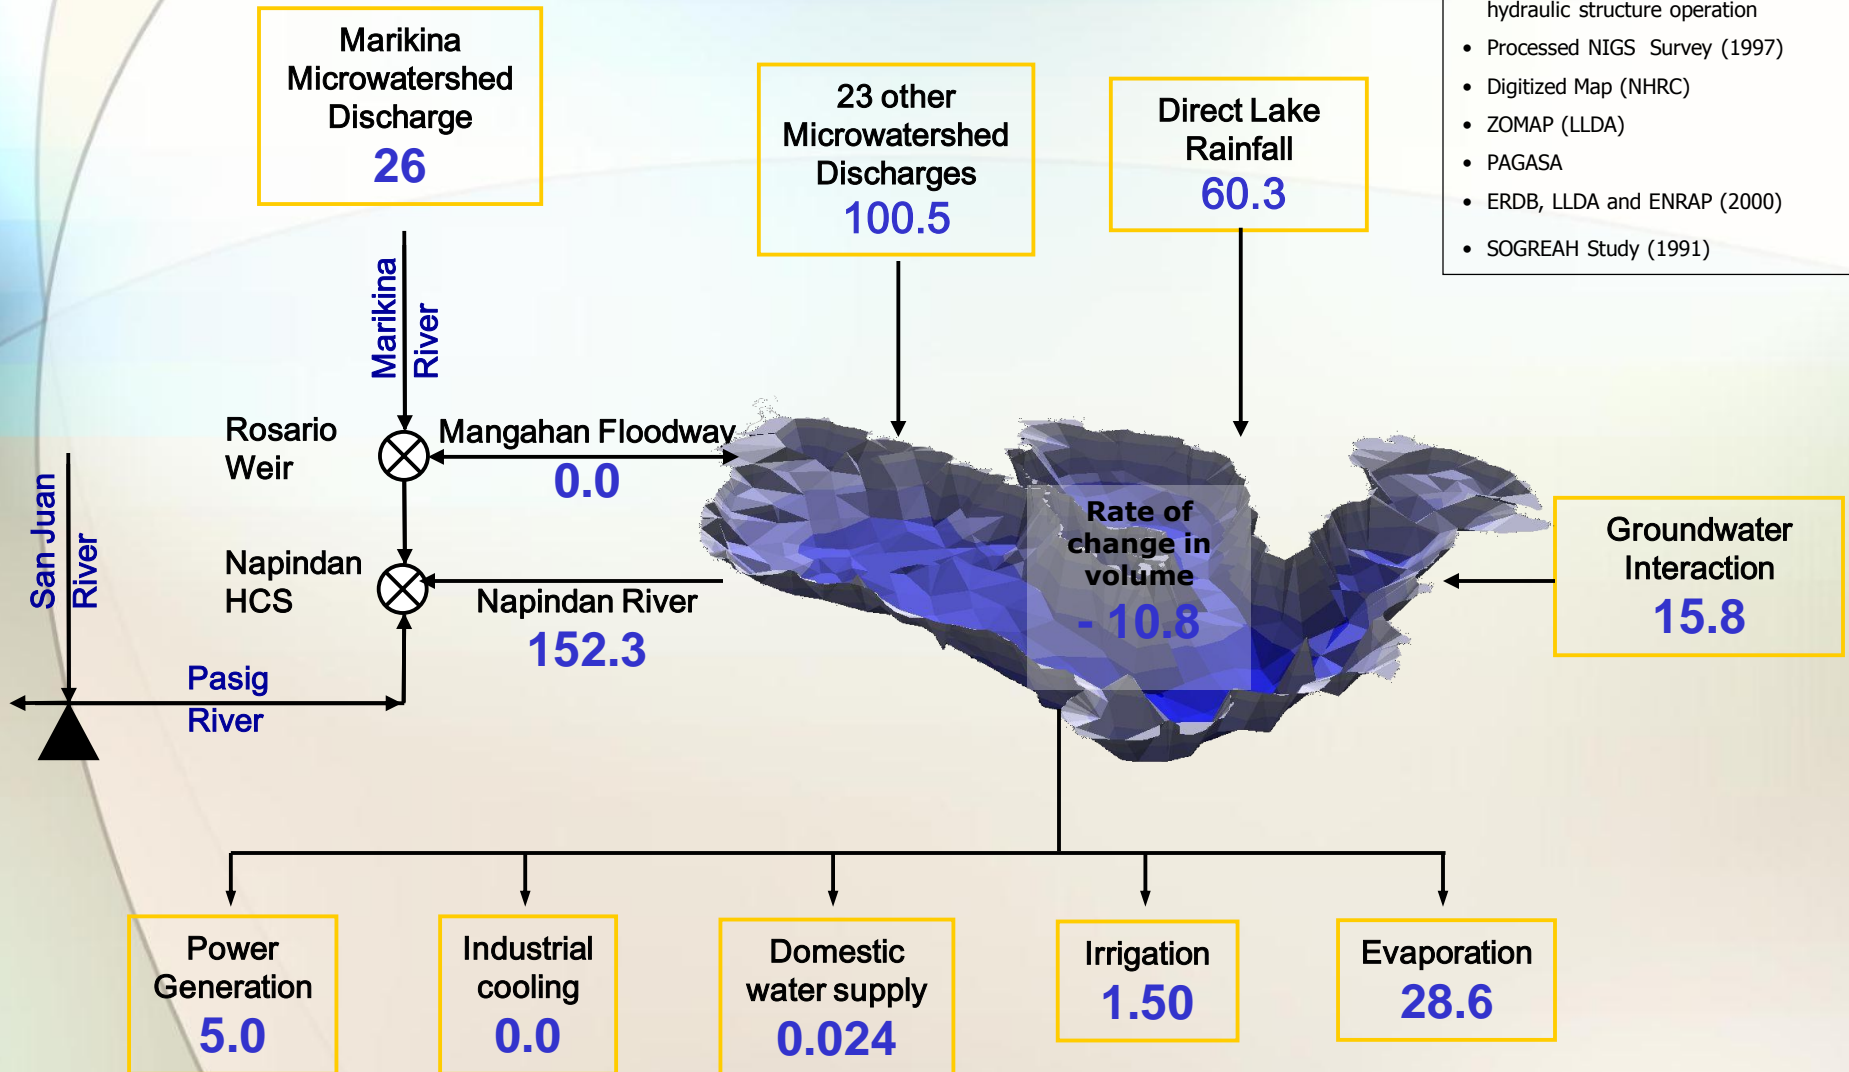 hydraulic structure operation
• Processed NIGS Survey (1997)
• Digitized Map (NHRC)
• ZOMAP (LLDA)
• PAGASA
• ERDB, LLDA and ENRAP (2000)
• SOGREAH Study (1991)
Marikina
Microwatershed
Discharge
26
23 other
Microwatershed
Discharges
100.5
Direct Lake
Rainfall
60.3
Marikina
River
Rosario
Weir
Mangahan Floodway
0.0
San Juan
River
Napindan
HCS
Napindan River
152.3
Pasig
River
Rate of
change in
volume
- 10.8
Groundwater
Interaction
15.8
Power
Generation
5.0
Industrial
cooling
0.0
Domestic
water supply
0.024
Irrigation
1.50
Evaporation
28.6